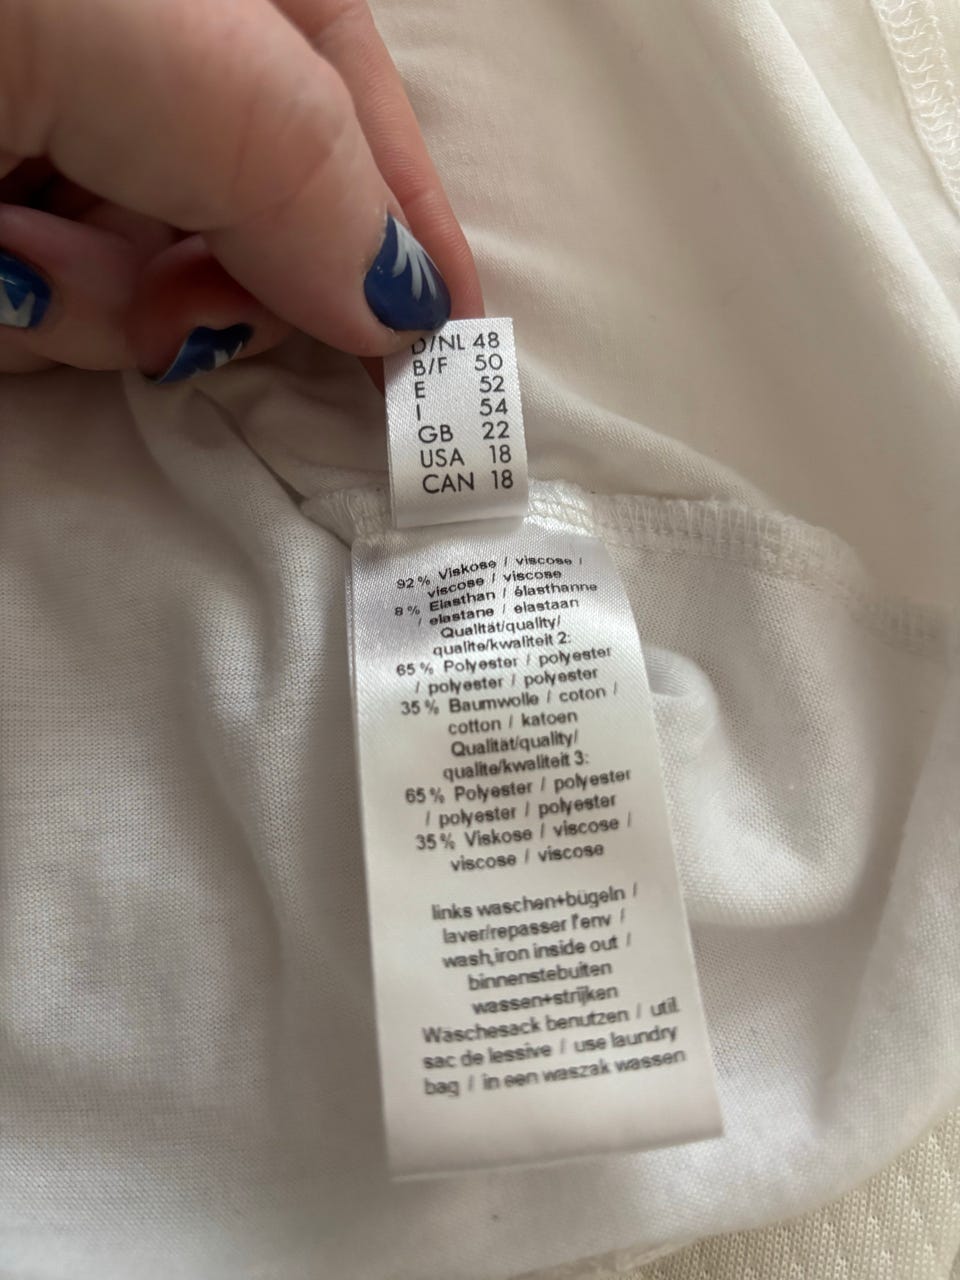 D/NL 48
B/F 50
E 52
I 54
GB 22
USA 18
CAN 18
92 % Viskose / viscose /
viscose / viscose
8 % Elasthan / élasthanne
/ elastane / elastaan
Qualität/quality/
qualite/kwaliteit 2:
65 % Polyester / polyester
/ polyester / polyester
35 % Baumwolle / coton /
cotton / katoen
Qualität/quality/
qualite/kwaliteit 3:
65 % Polyester / polyester
/ polyester / polyester
35 % Viskose / viscose /
viscose / viscose
links waschen+bügeln /
laver/repasser l'env /
wash,iron inside out /
binnenstebuiten
wassen+strijken
Waschesack benutzen / util.
sac de lessive / use laundry
bag / in een waszak wassen